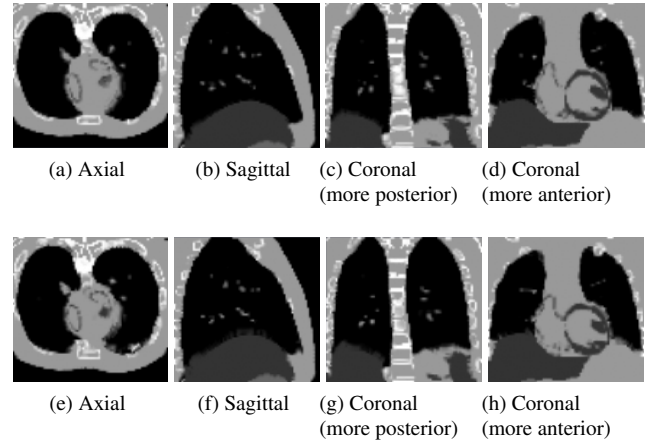 (a) Axial
(b) Sagittal
(c) Coronal
(more posterior)
(d) Coronal
(more anterior)
(e) Axial
(f) Sagittal
(g) Coronal
(more posterior)
(h) Coronal
(more anterior)